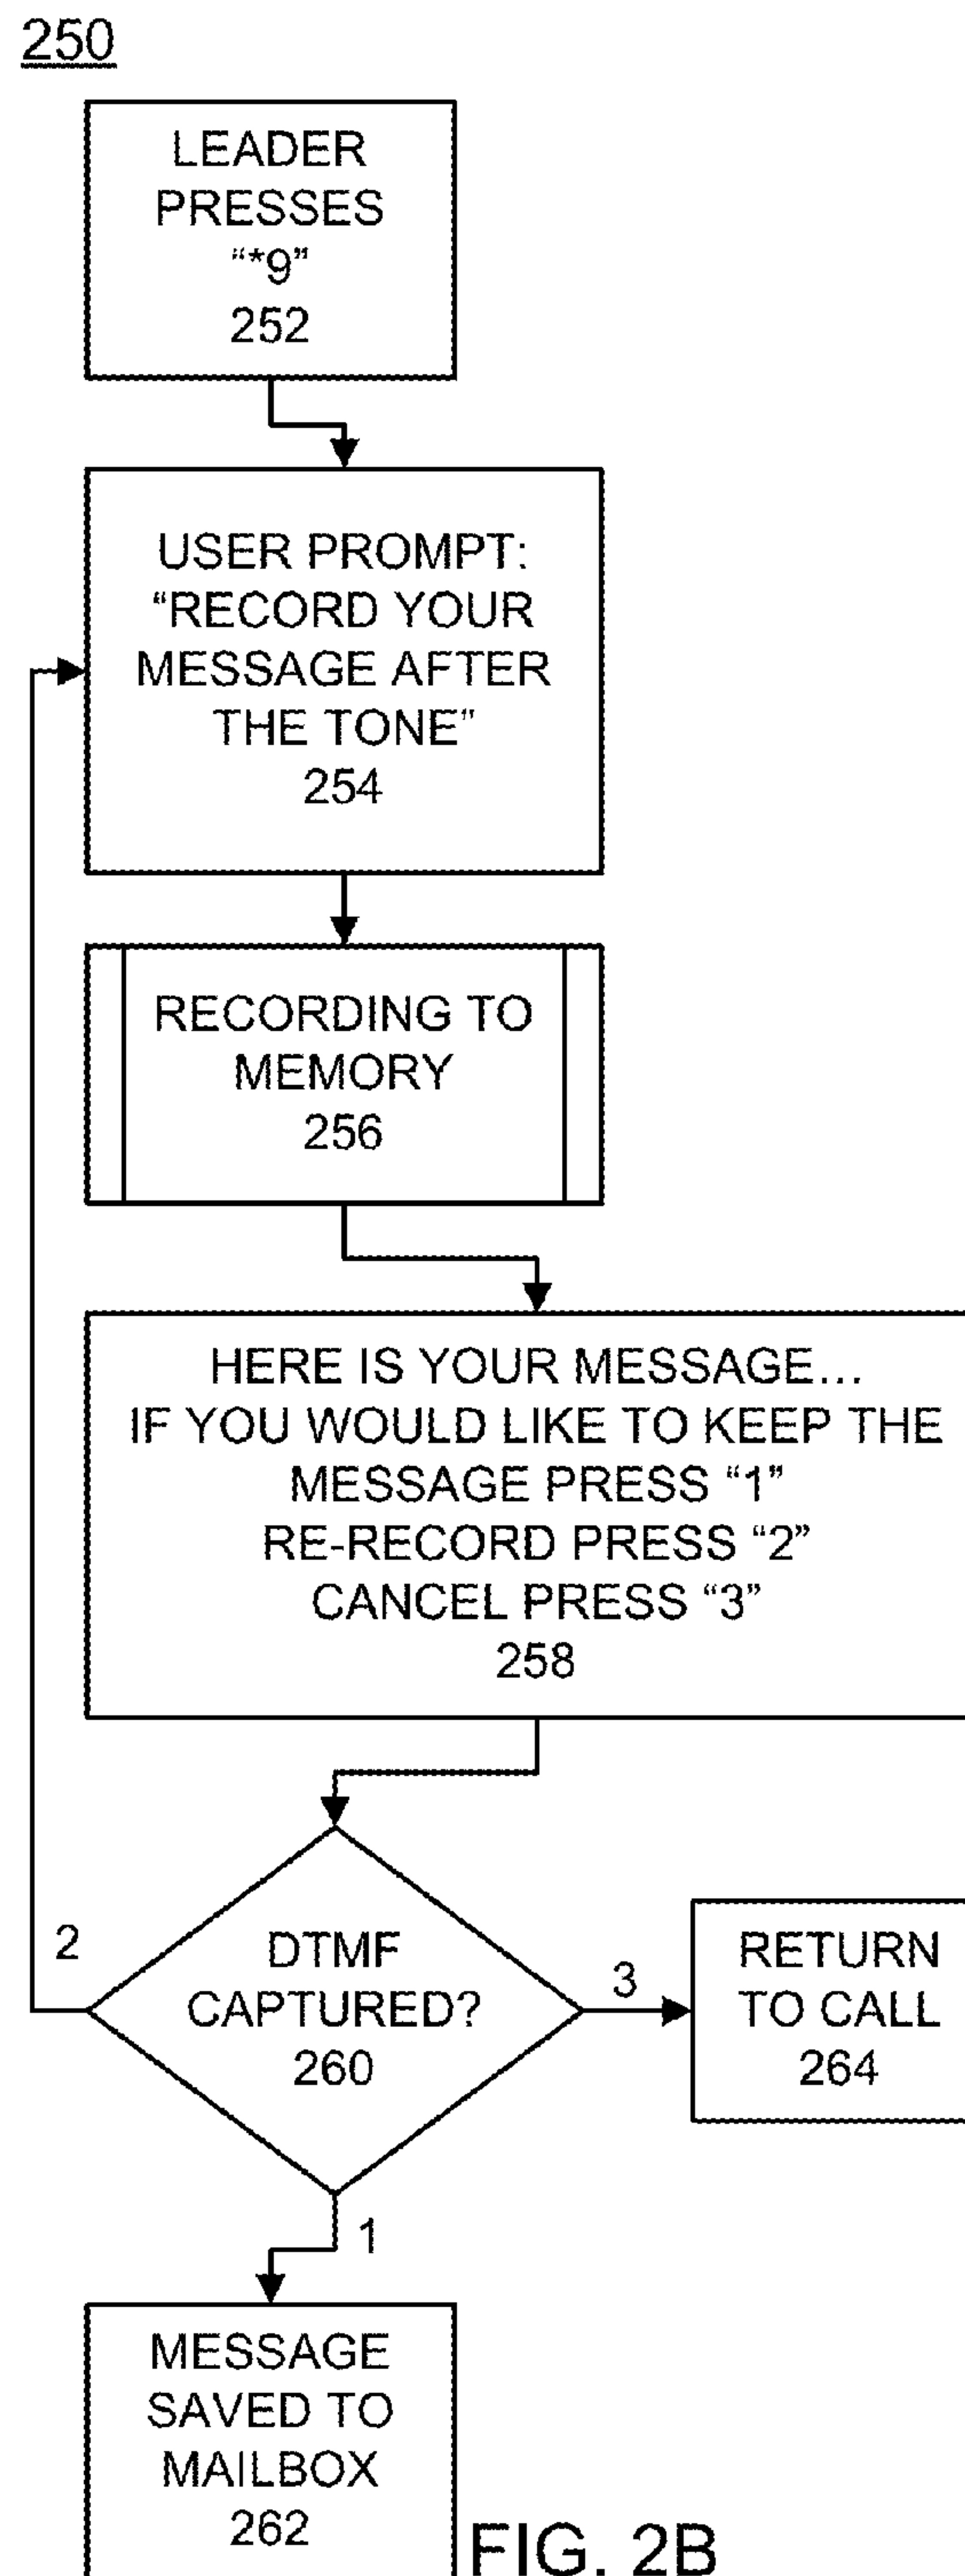 250
LEADER
PRESSES
“*9”
252
USER PROMPT:
“RECORD YOUR
MESSAGE AFTER
THE TONE”
254
RECORDING TO
MEMORY
256
HERE IS YOUR MESSAGE...
IF YOU WOULD LIKE TO KEEP THE
MESSAGE PRESS “1”
RE-RECORD PRESS “2”
CANCEL PRESS “3”
258
2
DTMF
CAPTURED?
260
3
RETURN
TO CALL
264
1
MESSAGE
SAVED TO
MAILBOX
262
FIG. 2B